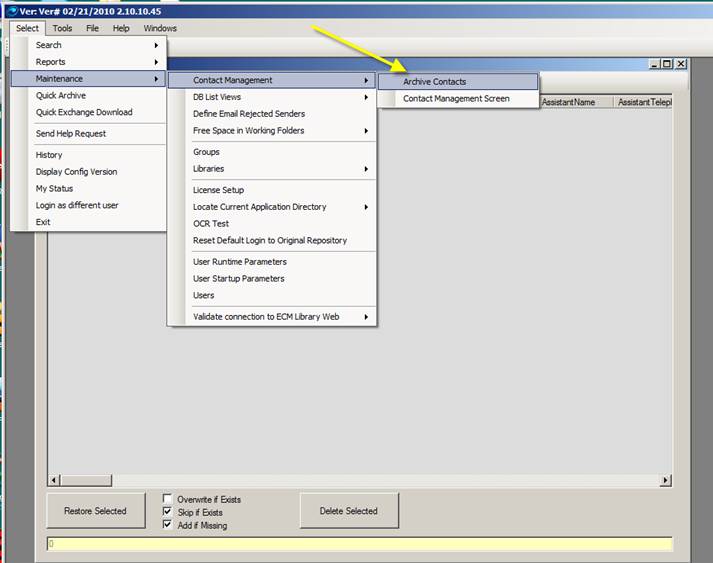 Ver: Ver# 02/21/2010 2.10.10.45
Select Tools File Help Windows
Search
Reports
Maintenance
Quick Archive
Quick Exchange Download
Send Help Request
History
Display Config Version
My Status
Login as different user
Exit
Contact Management
DB List Views
Define Email Rejected Senders
Free Space in Working Folders
Groups
Libraries
License Setup
Locate Current Application Directory
OCR Test
Reset Default Login to Original Repository
User Runtime Parameters
User Startup Parameters
Users
Validate connection to ECM Library Web
Archive Contacts
Contact Management Screen
AssistantName AssistantTelepl
Restore Selected
Overwrite if Exists
Skip if Exists
Add if Missing
Delete Selected
0